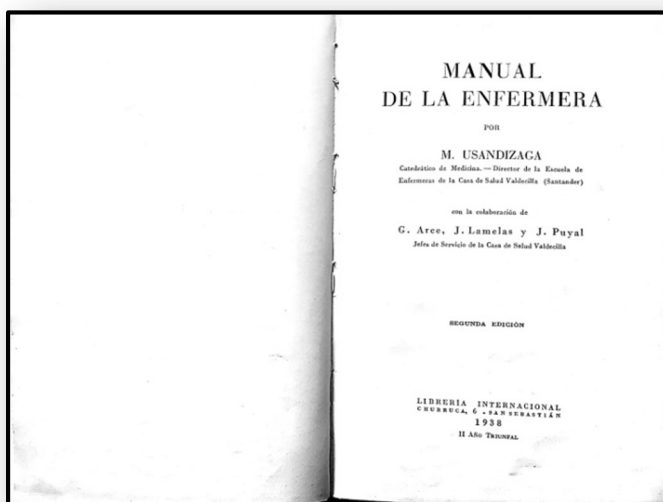 MANUAL
DE LA ENFERMERA
POR
M. USANDIZAGA
Catedrático de Medicina. — Director de la Escuela de
Enfermeras de la Casa de Salud Valdecilla (Santander)
con la colaboración de
G. Arce, J. Lamelas y J. Puyal
Jefes de Servicio de la Casa de Salud Valdecilla
SEGUNDA EDICIÓN
LIBRERIA INTERNACIONAL
CHURRUCA, 6 - SAN SEBASTIÁN
1938
II Año Triunfal